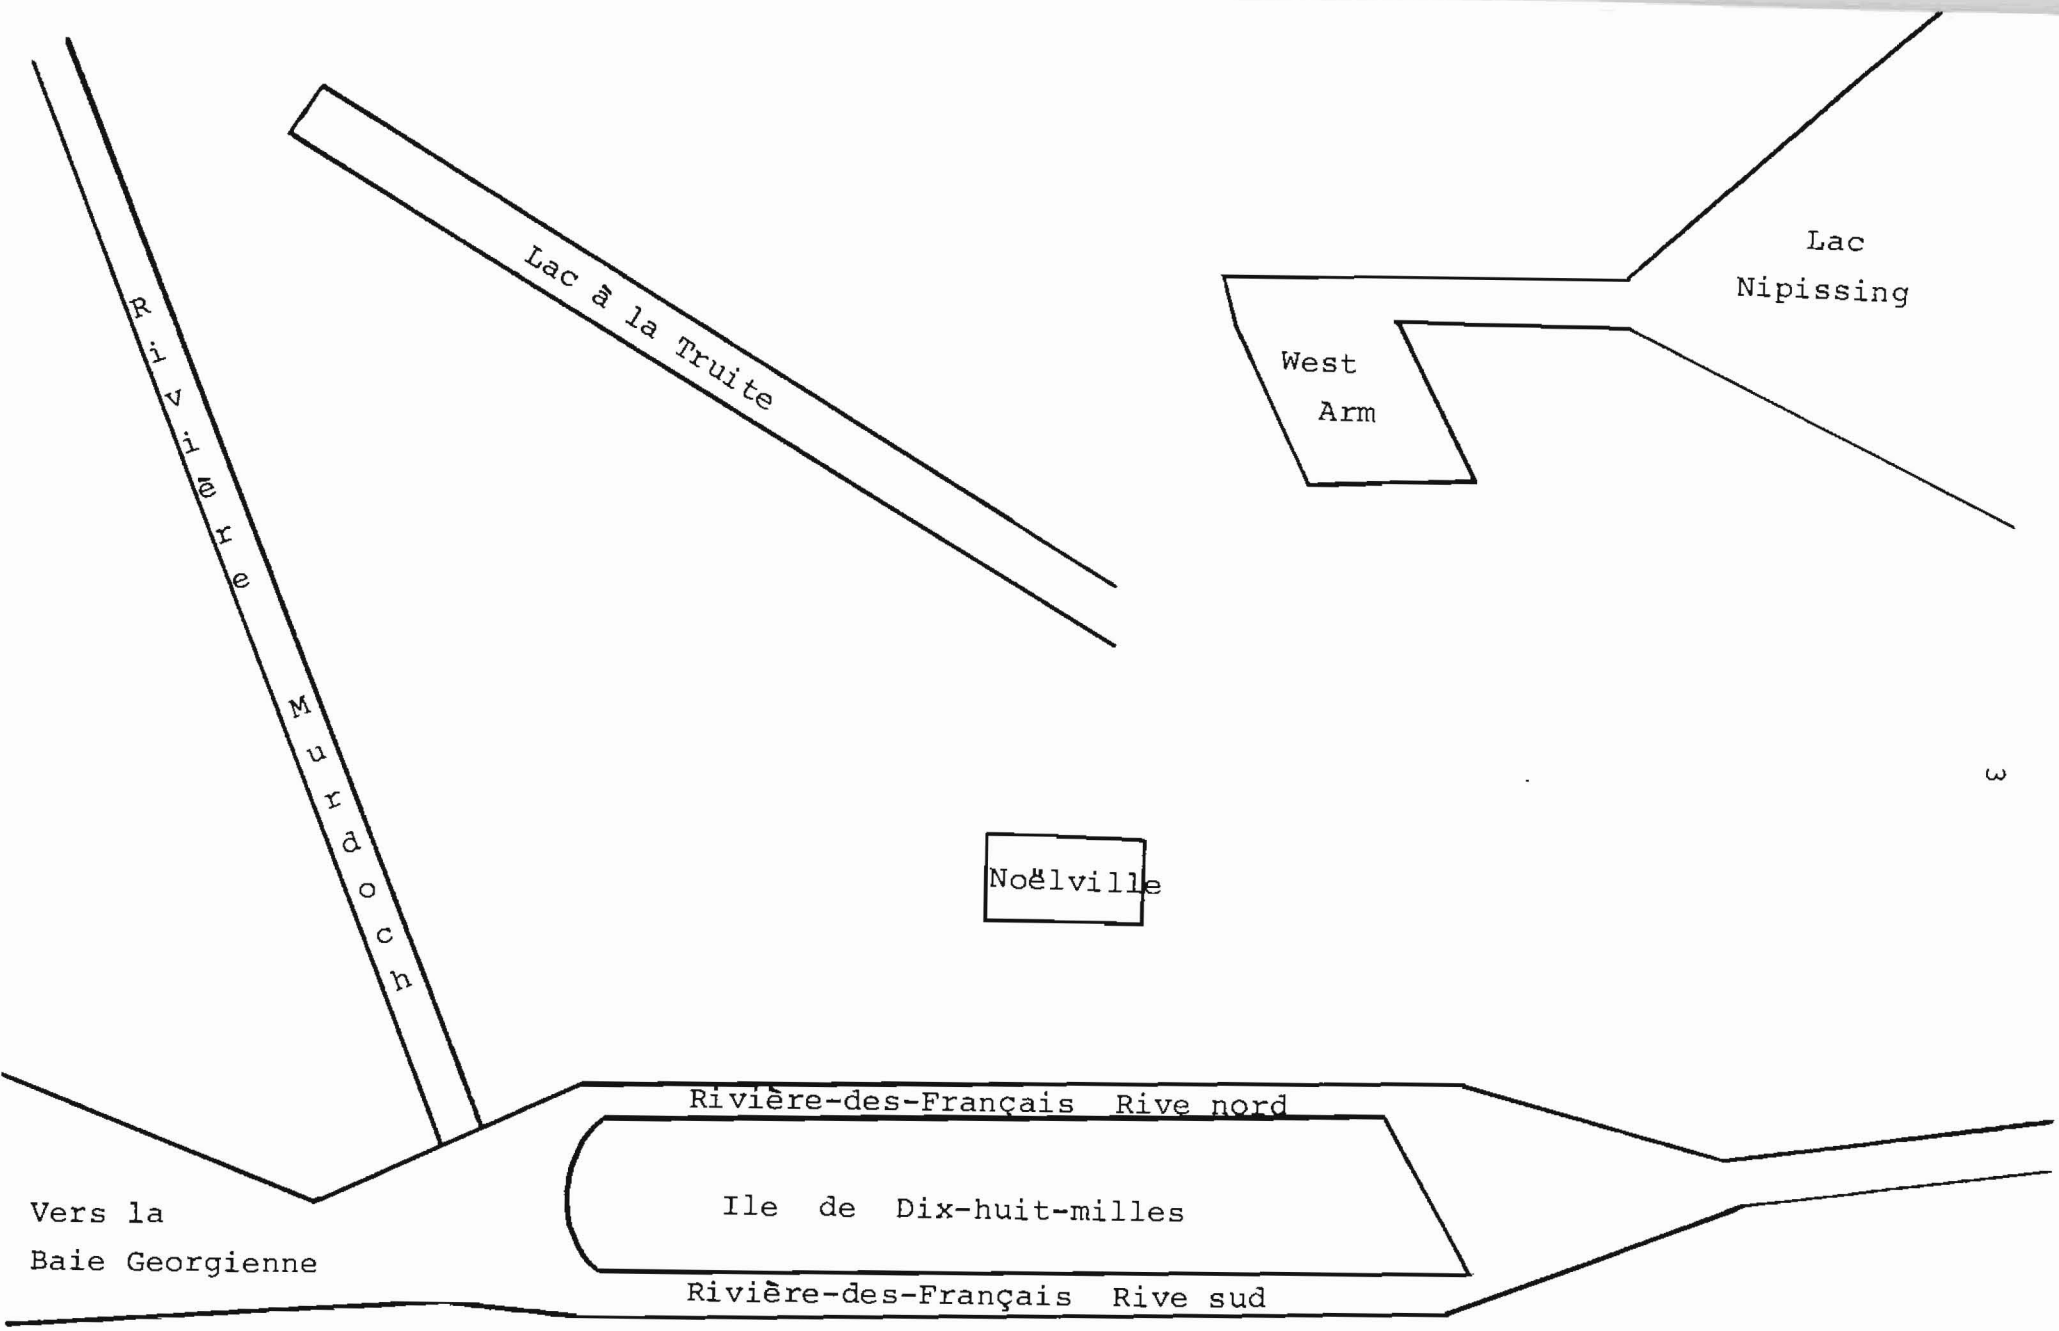 Lac
Nipissing
Lac à la Truite
West
Arm
Rivière Murdoch
3
Noëlville
Rivière-des-Français Rive nord
Ile de Dix-huit-milles
Vers la
Baie Georgienne
Rivière-des-Français Rive sud